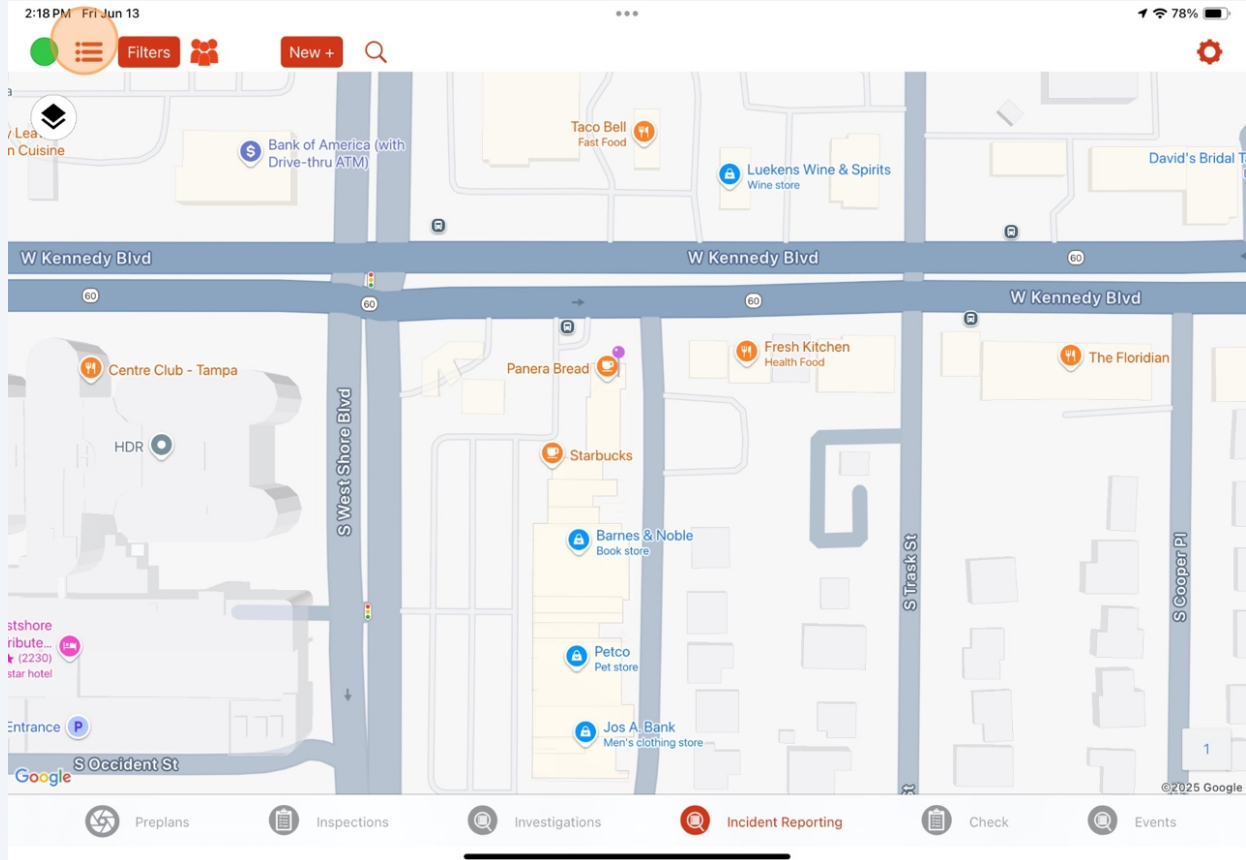 2:18 PM Fri Jun 13
78%
Filters
New +
Bank of America (with
Drive-thru ATM)
n Cuisine
Taco Bell
Fast Food
Luekens Wine & Spirits
Wine store
David's Bridal T
W Kennedy Blvd
W Kennedy Blvd
60
60
60
60
60
W Kennedy Blvd
Centre Club - Tampa
Panera Bread
Fresh Kitchen
Health Food
The Floridian
HDR
S West Shore Blvd
Starbucks
Barnes & Noble
Book store
S Trask St
S Cooper Pl
stshore
ribute...
(2230)
star hotel
Petco
Pet store
Entrance
P
Jos A. Bank
Men's clothing store
1
S Occident St
St
Google
©2025 Google
Preplans
Inspections
Investigations
Incident Reporting
Check
Events